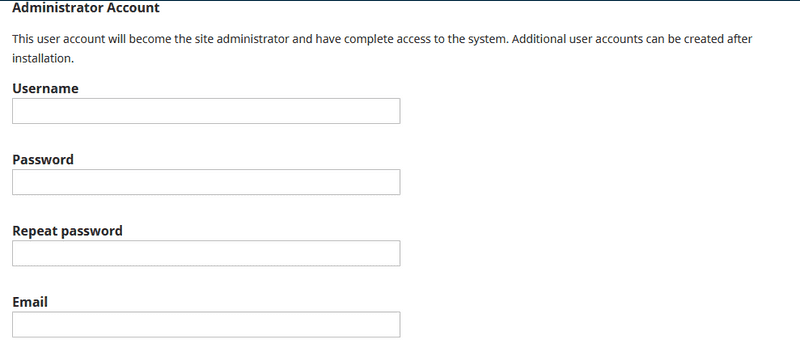 Administrator Account
This user account will become the site administrator and have complete access to the system. Additional user accounts can be created after
installation.
Username
Password
Repeat password
Email